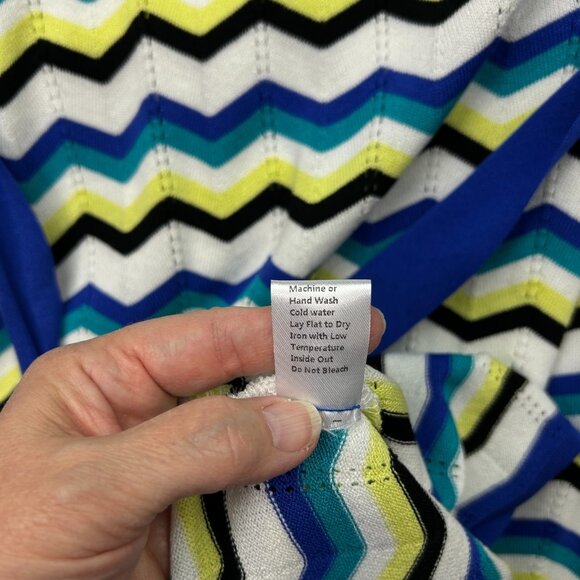 Machine or
Hand Wash
Cold water
Lay Flat to Dry
Iron with Low
Temperature
Inside Out
Do Not Bleach